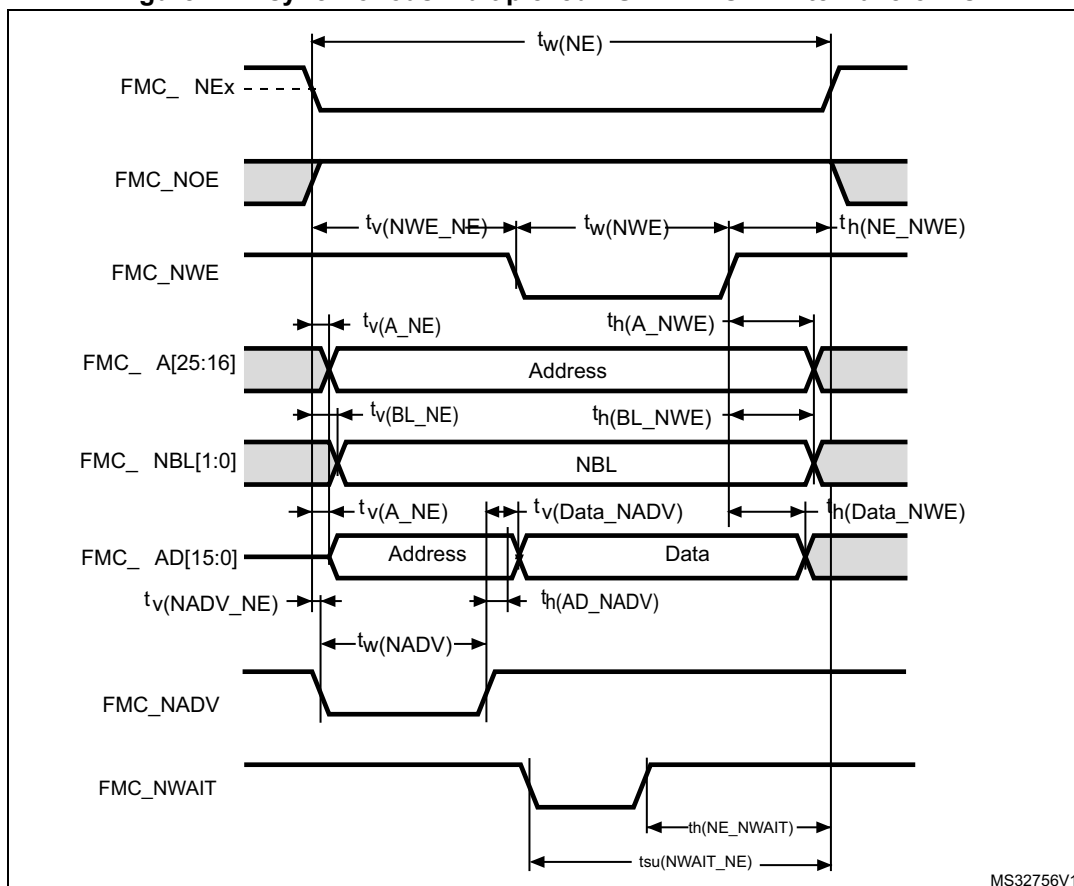 tw(NE)
FMC_ NEx
FMC_NOE
tv(NWE_NE) tw(NWE) th(NE_NWE)
FMC_NWE
tv(A_NE) th(A_NWE)
FMC_ A[25:16] Address
tv(BL_NE) th(BL_NWE)
FMC_ NBL[1:0] NBL
tv(A_NE) tv(Data_NADV) th(Data_NWE)
FMC_ AD[15:0] Address Data
tv(NADV_NE) th(AD_NADV)
tw(NADV)
FMC_NADV
FMC_NWAIT
th(NE_NWAIT)
tsu(NWAIT_NE)
MS32756V1